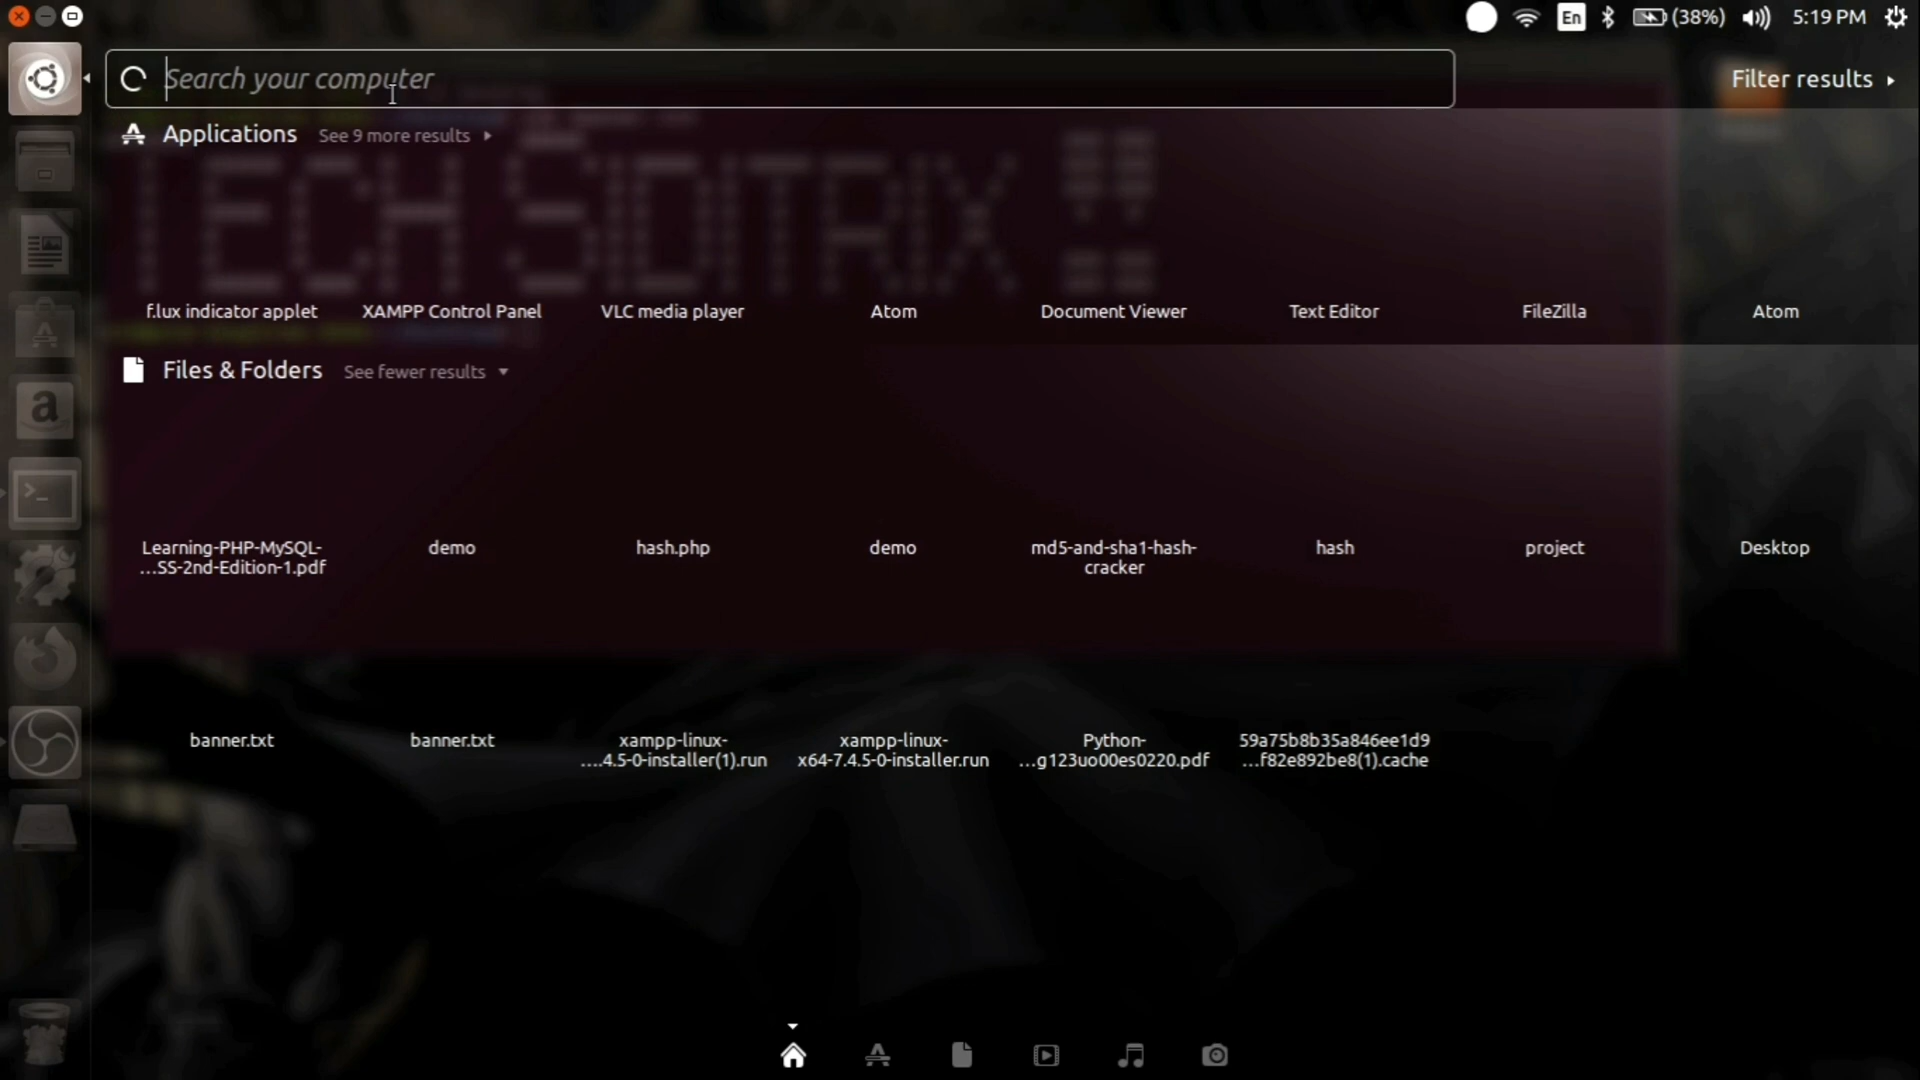 En (38%) 5:19 PM
Search your computer
Filter results
Applications See 9 more results
TECH SIDITRIX !!
f.lux indicator applet XAMPP Control Panel VLC media player Atom Document Viewer Text Editor FileZilla Atom
Files & Folders See fewer results
Learning-PHP-MySQL- demo hash.php demo md5-and-sha1-hash- hash project Desktop
...SS-2nd-Edition-1.pdf cracker
banner.txt banner.txt xampp-linux- xampp-linux- Python- 59a75b8b35a846ee1d9
....4.5-0-installer(1).run x64-7.4.5-0-installer.run ...g123uo00es0220.pdf ...f82e892be8(1).cache